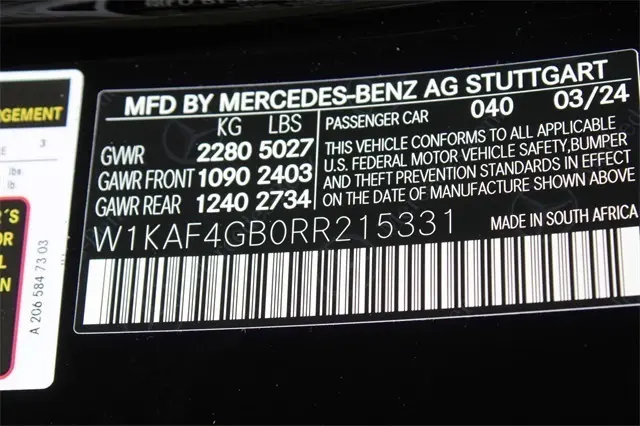 MFD BY MERCEDES-BENZ AG STUTTGART
KG LBS
GVWR 2280 5027
GAWR FRONT 1090 2403
GAWR REAR 1240 2734
PASSENGER CAR 040 03/24
THIS VEHICLE CONFORMS TO ALL APPLICABLE
U.S. FEDERAL MOTOR VEHICLE SAFETY,BUMPER
AND THEFT PREVENTION STANDARDS IN EFFECT
ON THE DATE OF MANUFACTURE SHOWN ABOVE
W1KAF4GB0RR215331
MADE IN SOUTH AFRICA
3
lbs.
lb.
A 206 584 73 03